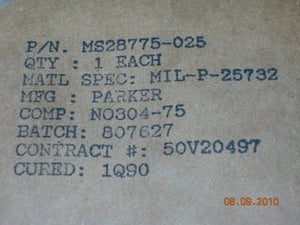 P/N. MS28775-025
QTY : 1 EACH
MATL SPEC: MIL-P-25732
MFG : PARKER
COMP: NO304-75
BATCH: 807627
CONTRACT #: 50V20497
CURED: 1Q90
08.09.2010